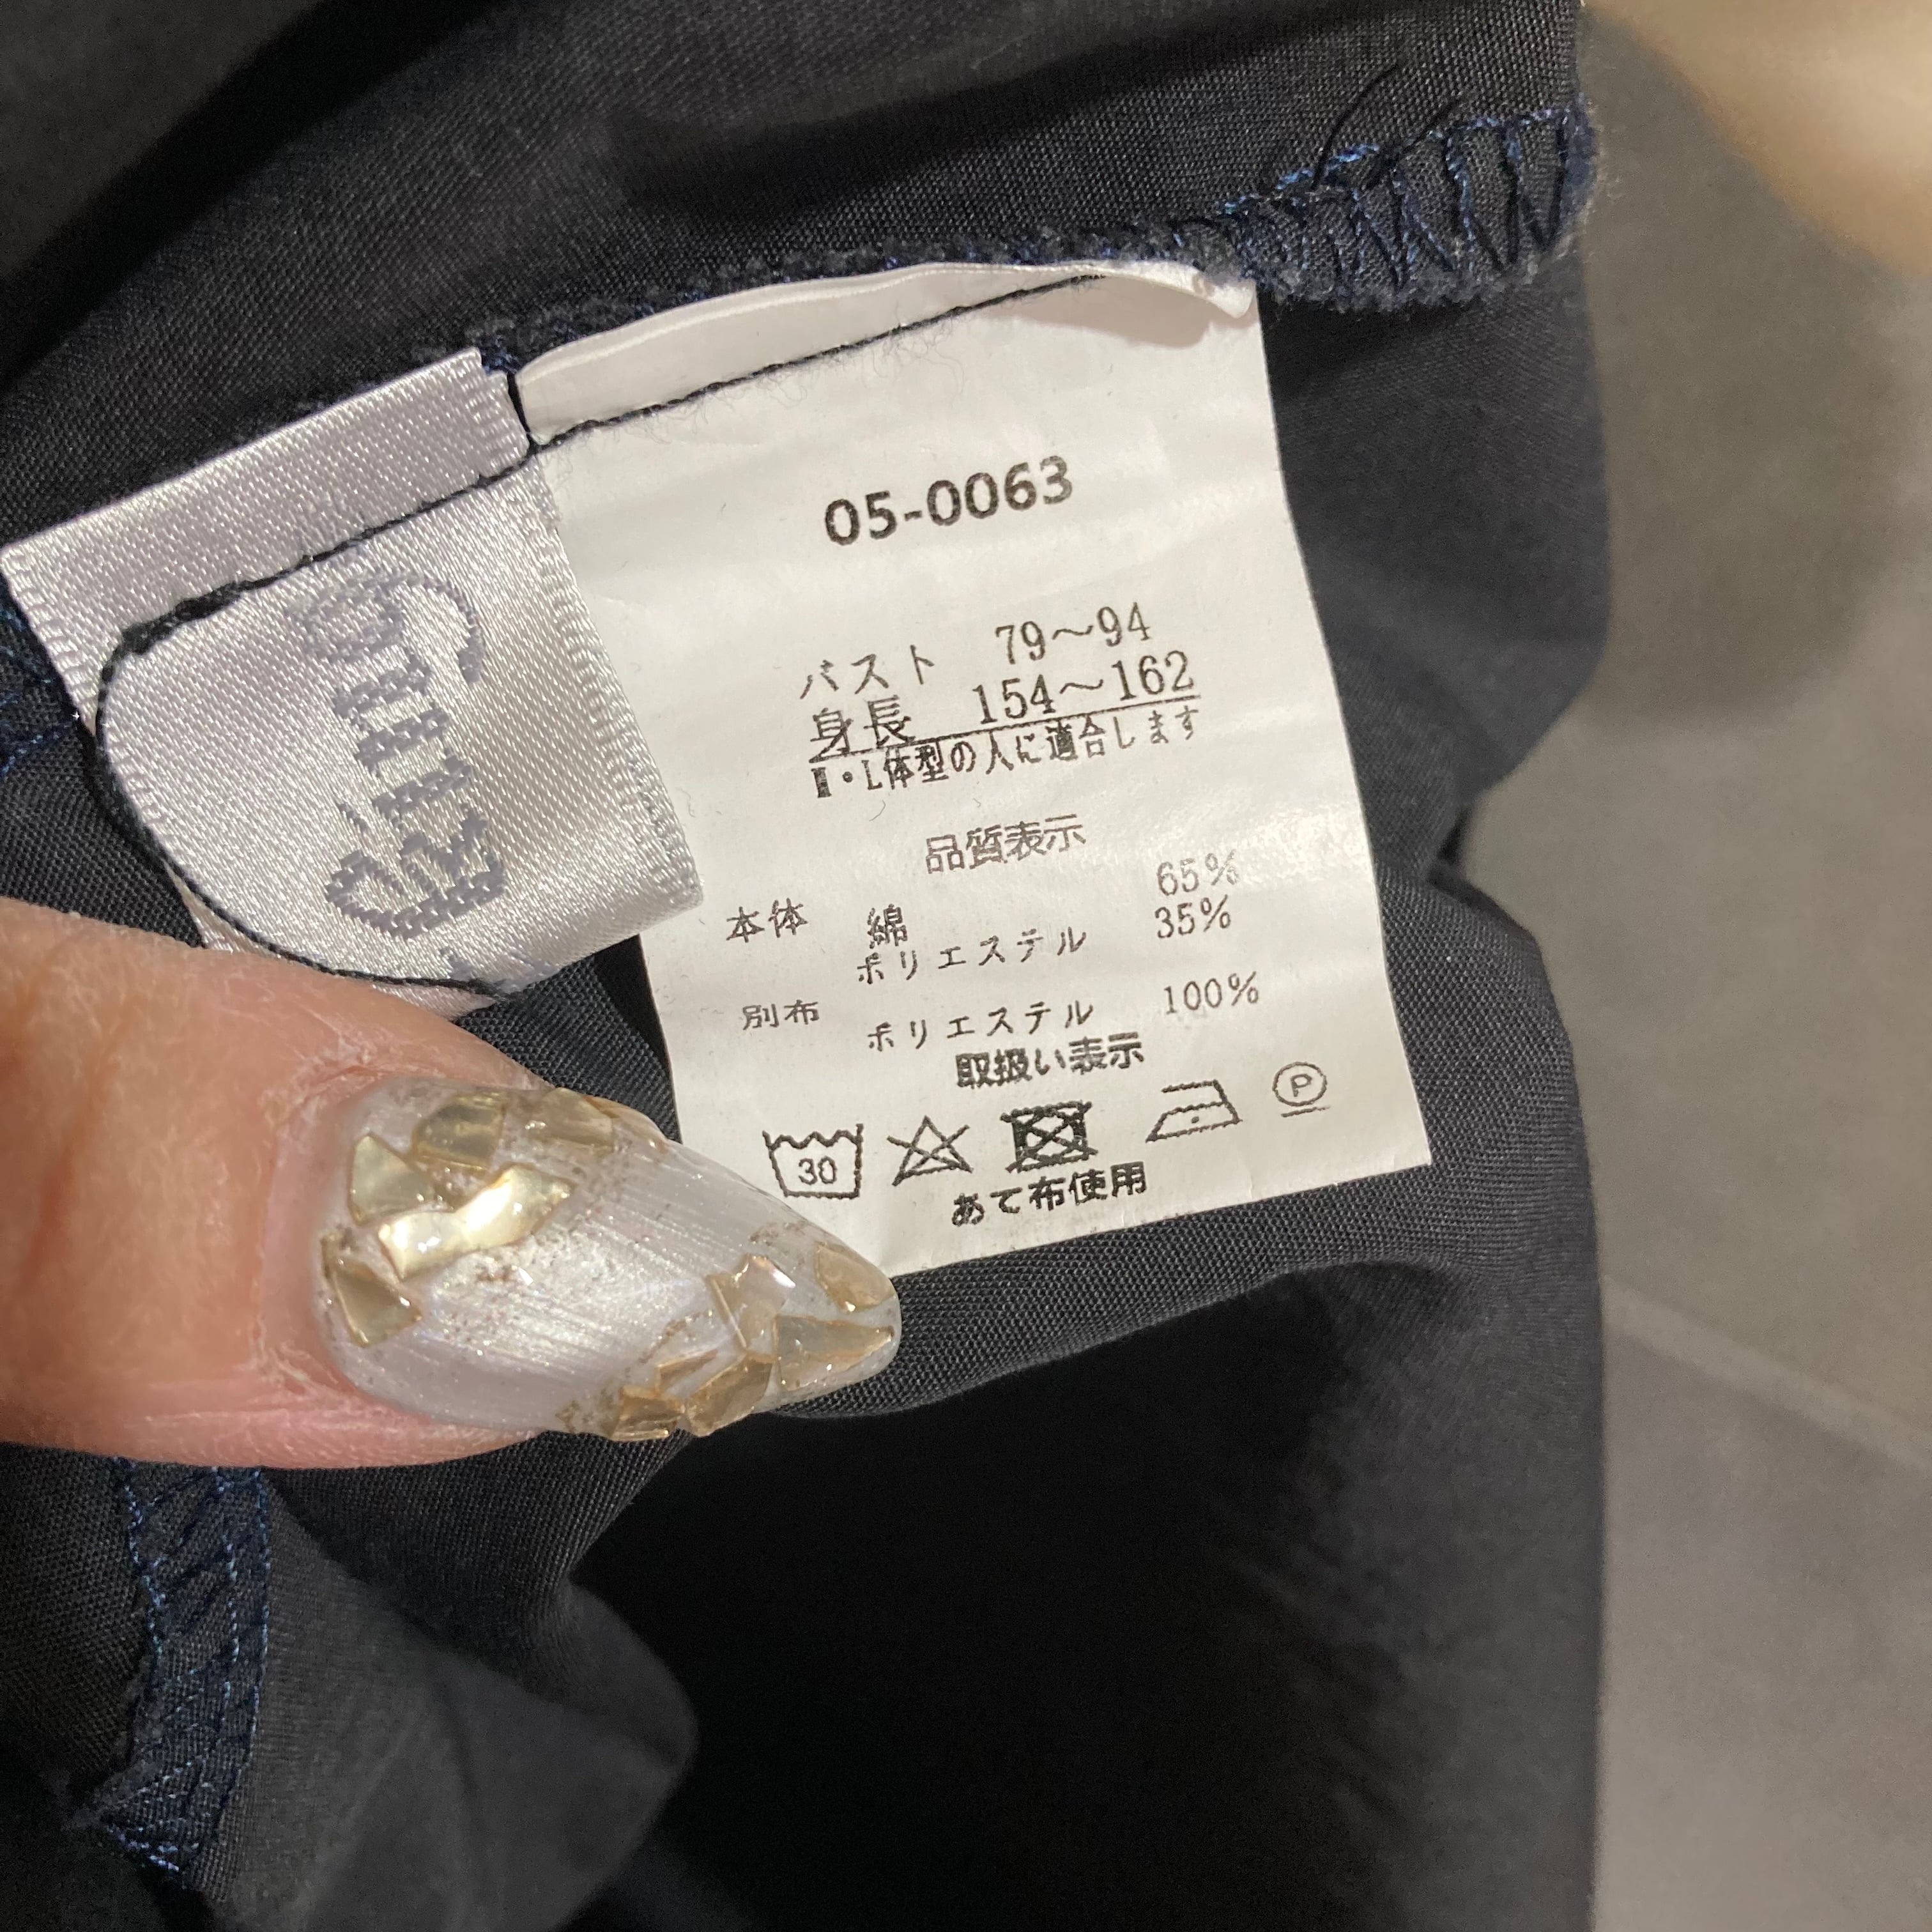 05-0063
バスト 79～94
身長 154～162
M・L体型の人に適合します
品質表示
本体 綿 65%
ポリエステル 35%
別布 ポリエステル 100%
取扱い表示
30
P
あて布使用